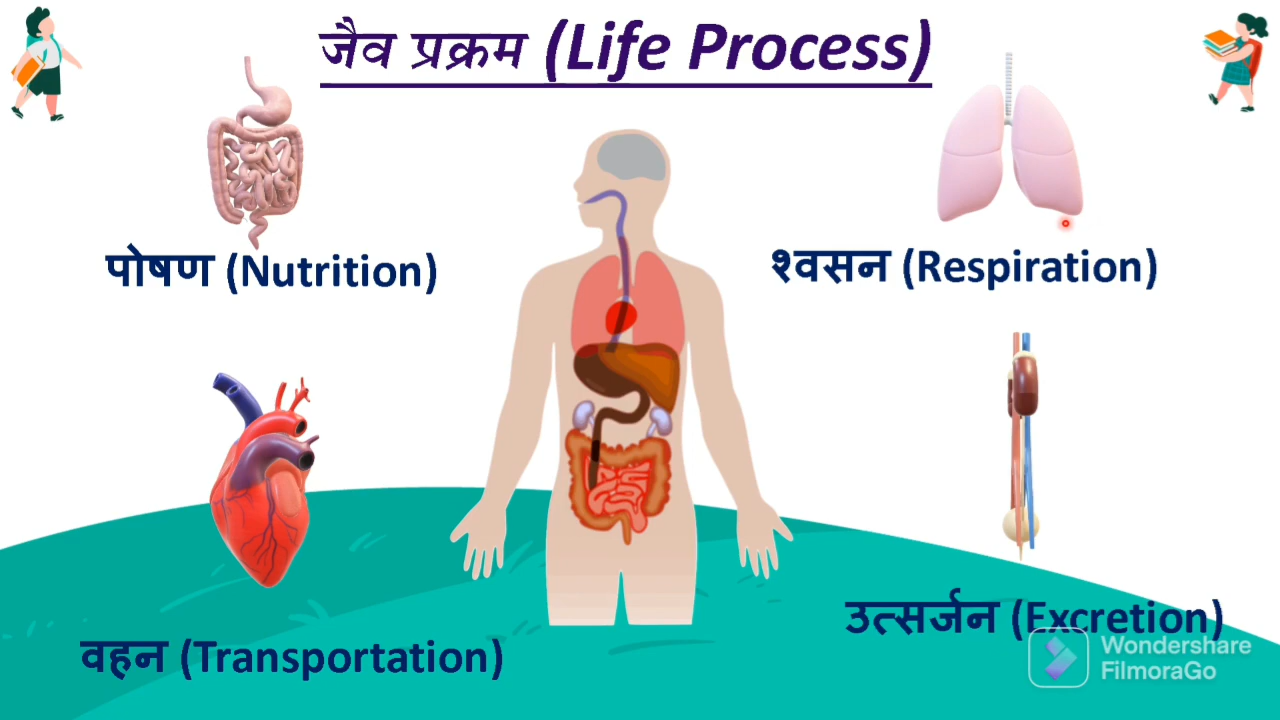 जैव प्रक्रम (Life Process)
पोषण (Nutrition)
श्वसन (Respiration)
वहन (Transportation)
उत्सर्जन (Excretion)
Wondershare
FilmoraGo